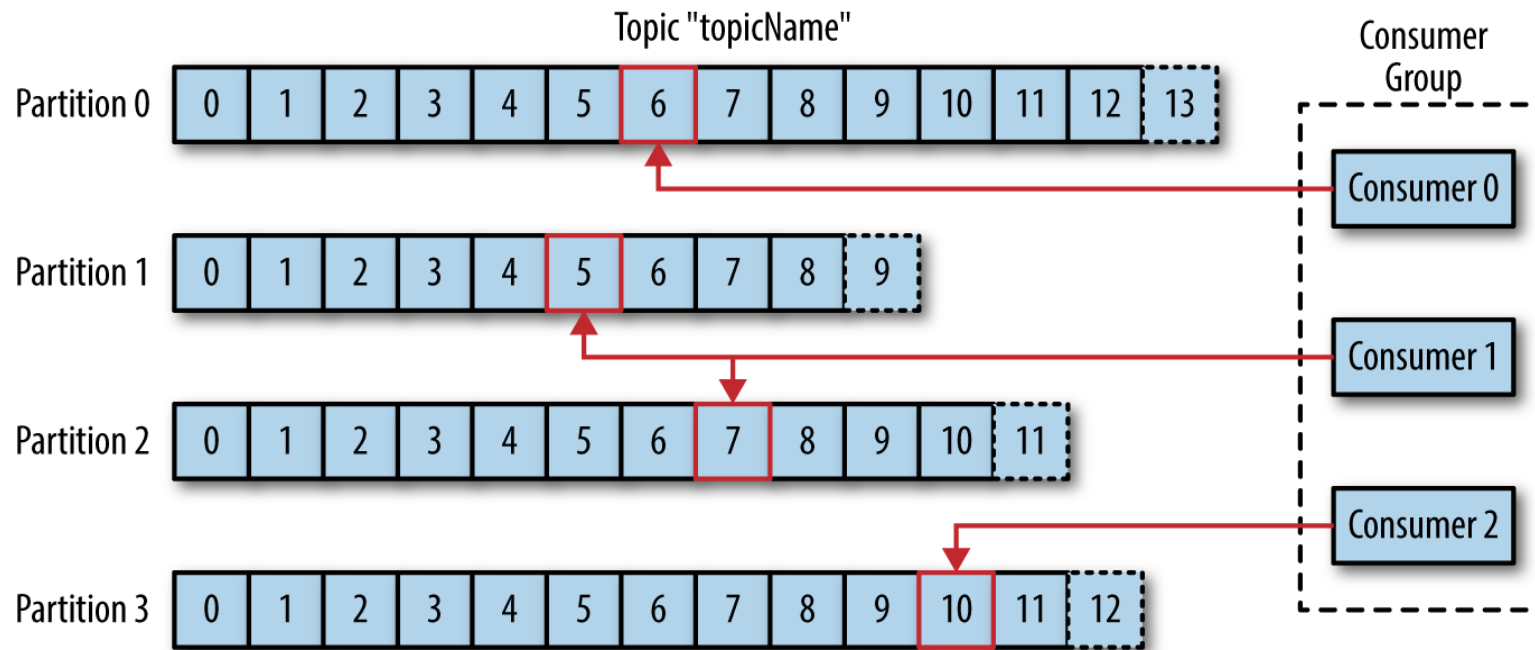 Topic "topicName"
Consumer
Group
Partition 0 0 1 2 3 4 5 6 7 8 9 10 11 12 13
Consumer 0
Partition 1 0 1 2 3 4 5 6 7 8 9
Consumer 1
Partition 2 0 1 2 3 4 5 6 7 8 9 10 11
Consumer 2
Partition 3 0 1 2 3 4 5 6 7 8 9 10 11 12